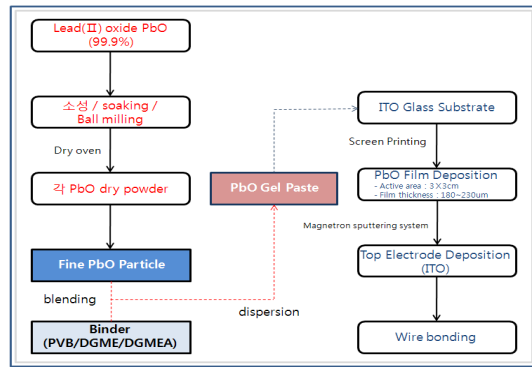 Lead(Ⅱ) oxide PbO
(99.9%)
소성 / soaking /
Ball milling
Dry oven
각 PbO dry powder
Fine PbO Particle
blending
Binder
(PVB/DGME/DGMEA)
PbO Gel Paste
dispersion
ITO Glass Substrate
Screen Printing
PbO Film Deposition
- Active area : 3X3cm
- Film thickness : 180~230um
Magnetron sputtering system
Top Electrode Deposition
(ITO)
Wire bonding